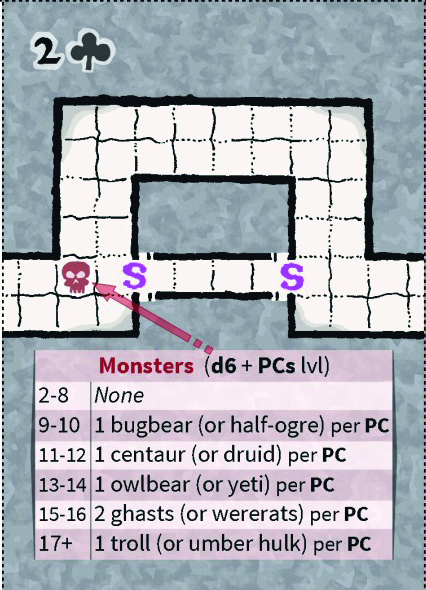 2 ♣
S S
Monsters (d6 + PCs lvl)
2-8 None
9-10 1 bugbear (or half-ogre) per PC
11-12 1 centaur (or druid) per PC
13-14 1 owlbear (or yeti) per PC
15-16 2 ghasts (or wererats) per PC
17+ 1 troll (or umber hulk) per PC